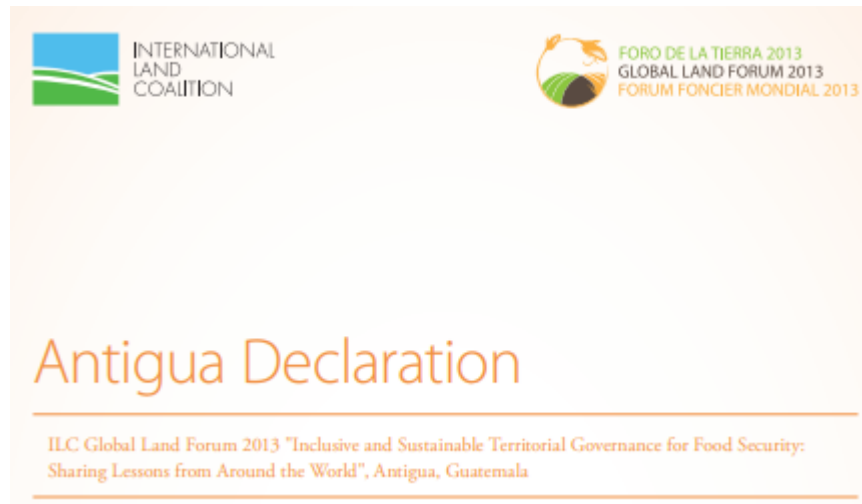 INTERNATIONAL
LAND
COALITION
FORO DE LA TIERRA 2013
GLOBAL LAND FORUM 2013
FORUM FONCIER MONDIAL 2013
Antigua Declaration
ILC Global Land Forum 2013 "Inclusive and Sustainable Territorial Governance for Food Security:
Sharing Lessons from Around the World", Antigua, Guatemala